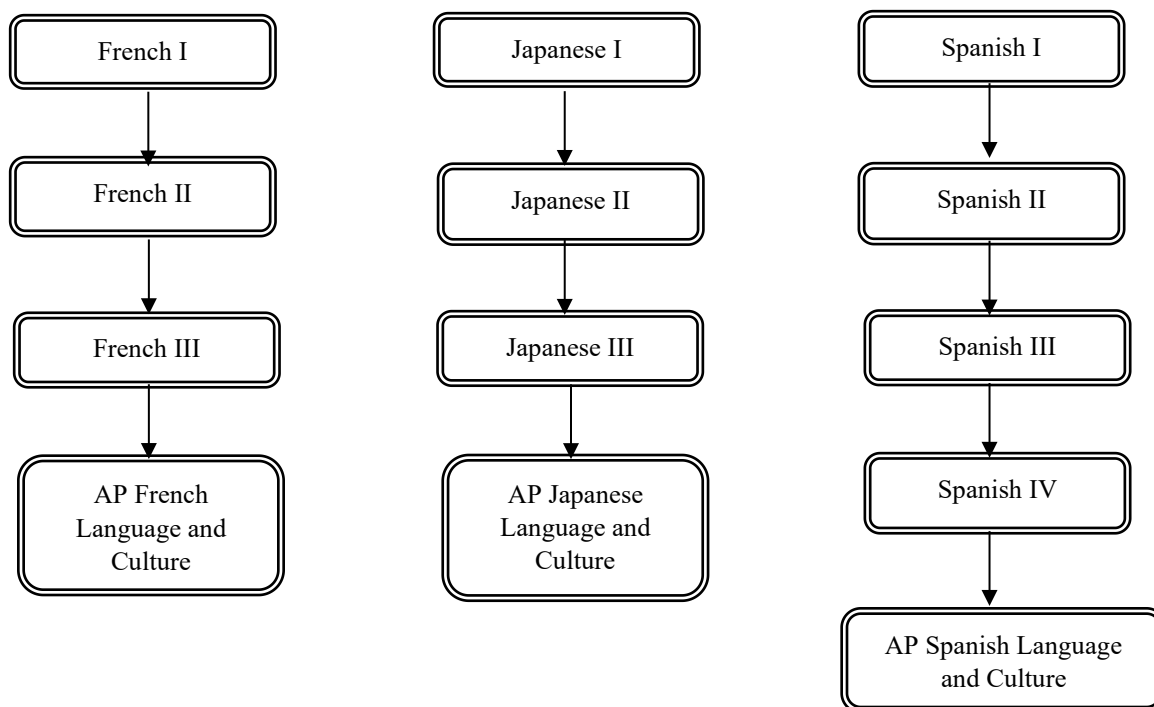 French I
French II
French III
AP French
Language and
Culture
Japanese I
Japanese II
Japanese III
AP Japanese
Language and
Culture
Spanish I
Spanish II
Spanish III
Spanish IV
AP Spanish Language
and Culture